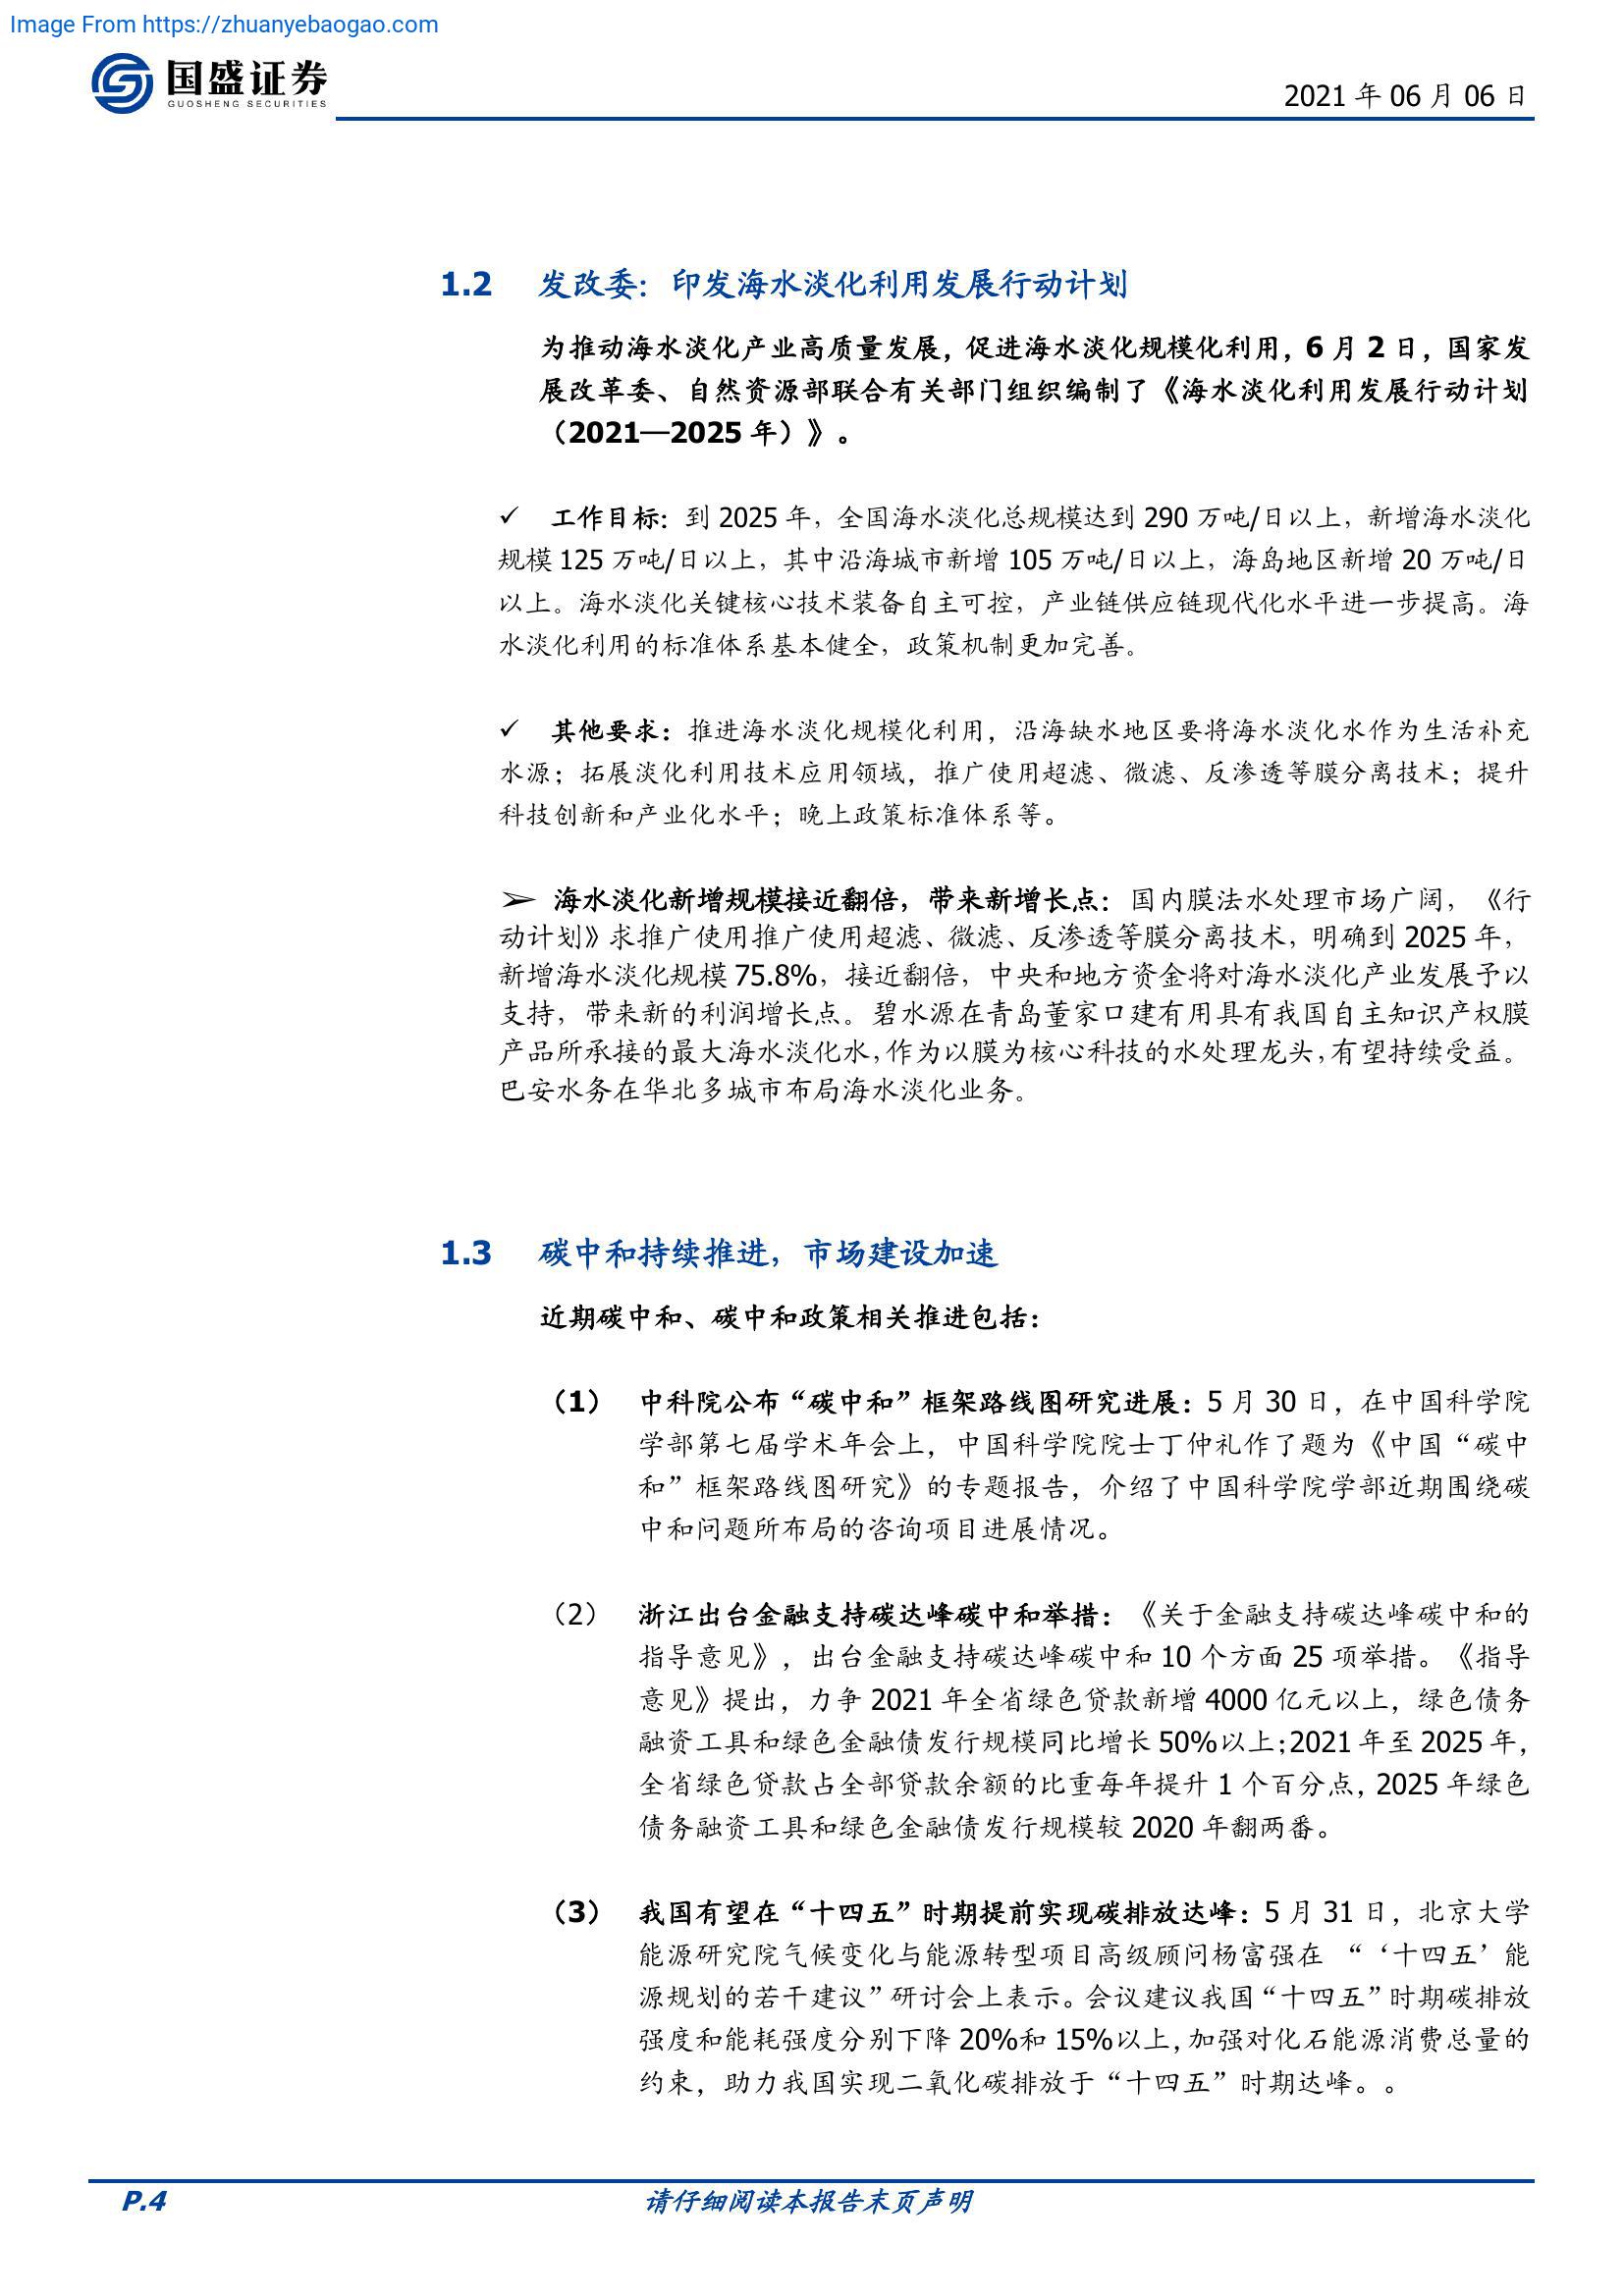 Image From https://zhuanyebaogao.com
国盛证券
GUOSHENG SECURITIES
2021 年 06 月 06 日
1.2 发改委：印发海水淡化利用发展行动计划
为推动海水淡化产业高质量发展，促进海水淡化规模化利用，6 月 2 日，国家发
展改革委、自然资源部联合有关部门组织编制了《海水淡化利用发展行动计划
（2021—2025 年）》。
✓ 工作目标：到 2025 年，全国海水淡化总规模达到 290 万吨/日以上，新增海水淡化
规模 125 万吨/日以上，其中沿海城市新增 105 万吨/日以上，海岛地区新增 20 万吨/日
以上。海水淡化关键核心技术装备自主可控，产业链供应链现代化水平进一步提高。海
水淡化利用的标准体系基本健全，政策机制更加完善。
✓ 其他要求：推进海水淡化规模化利用，沿海缺水地区要将海水淡化水作为生活补充
水源；拓展淡化利用技术应用领域，推广使用超滤、微滤、反渗透等膜分离技术；提升
科技创新和产业化水平；晚上政策标准体系等。
➢ 海水淡化新增规模接近翻倍，带来新增长点：国内膜法水处理市场广阔，《行
动计划》求推广使用推广使用超滤、微滤、反渗透等膜分离技术，明确到 2025 年，
新增海水淡化规模 75.8%，接近翻倍，中央和地方资金将对海水淡化产业发展予以
支持，带来新的利润增长点。碧水源在青岛董家口建有用具有我国自主知识产权膜
产品所承接的最大海水淡化水，作为以膜为核心科技的水处理龙头，有望持续受益。
巴安水务在华北多城市布局海水淡化业务。
1.3 碳中和持续推进，市场建设加速
近期碳中和、碳中和政策相关推进包括：
（1） 中科院公布“碳中和”框架路线图研究进展：5 月 30 日，在中国科学院
学部第七届学术年会上，中国科学院院士丁仲礼作了题为《中国“碳中
和”框架路线图研究》的专题报告，介绍了中国科学院学部近期围绕碳
中和问题所布局的咨询项目进展情况。
（2） 浙江出台金融支持碳达峰碳中和举措：《关于金融支持碳达峰碳中和的
指导意见》，出台金融支持碳达峰碳中和 10 个方面 25 项举措。《指导
意见》提出，力争 2021 年全省绿色贷款新增 4000 亿元以上，绿色债务
融资工具和绿色金融债发行规模同比增长 50%以上；2021 年至 2025 年，
全省绿色贷款占全部贷款余额的比重每年提升 1 个百分点，2025 年绿色
债务融资工具和绿色金融债发行规模较 2020 年翻两番。
（3） 我国有望在“十四五”时期提前实现碳排放达峰：5 月 31 日，北京大学
能源研究院气候变化与能源转型项目高级顾问杨富强在 “‘十四五’能
源规划的若干建议”研讨会上表示。会议建议我国“十四五”时期碳排放
强度和能耗强度分别下降 20%和 15%以上，加强对化石能源消费总量的
约束，助力我国实现二氧化碳排放于“十四五”时期达峰。。
P.4
请仔细阅读本报告末页声明